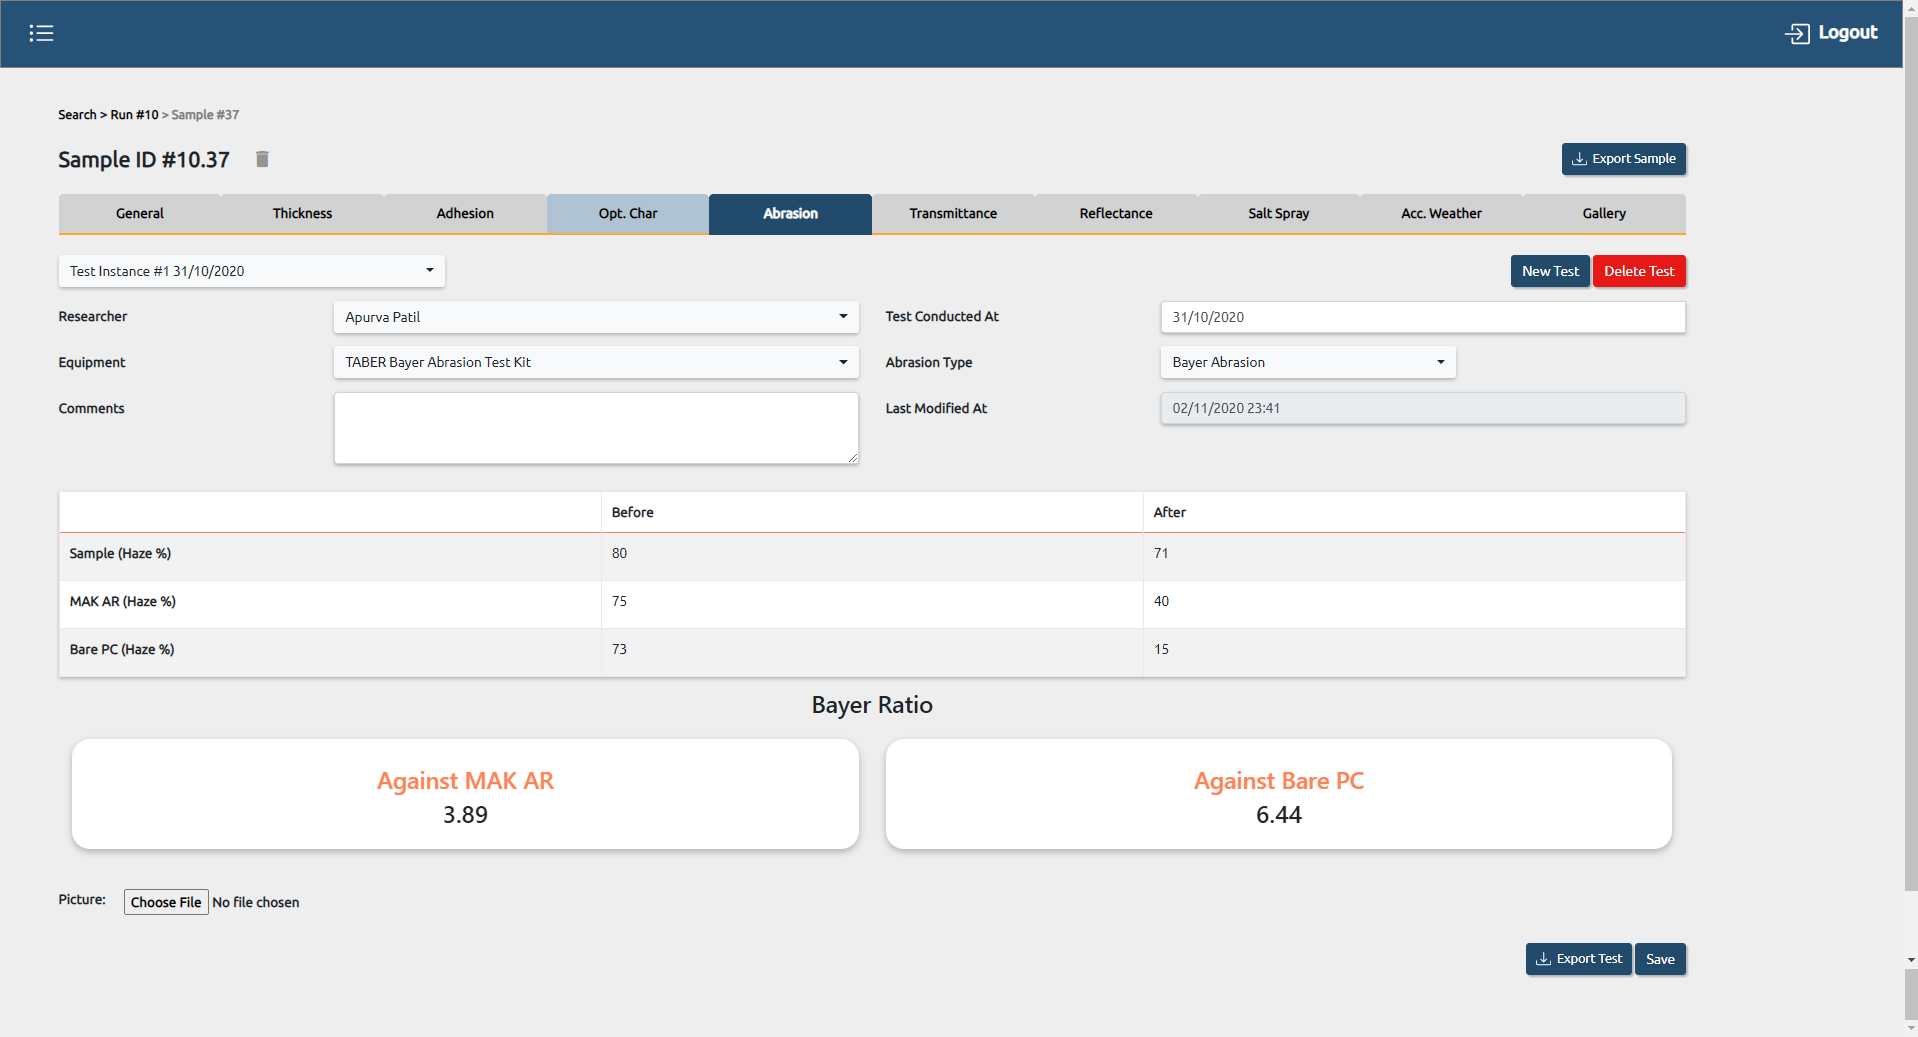 Logout
Search > Run #10 > Sample #37
Sample ID #10.37
Export Sample
General Thickness Adhesion Opt. Char Abrasion Transmittance Reflectance Salt Spray Acc. Weather Gallery
Test Instance #1 31/10/2020
New Test Delete Test
Researcher Apurva Patil Test Conducted At 31/10/2020
Equipment TABER Bayer Abrasion Test Kit Abrasion Type Bayer Abrasion
Comments Last Modified At 02/11/2020 23:41
Before After
Sample (Haze %) 80 71
MAK AR (Haze %) 75 40
Bare PC (Haze %) 73 15
Bayer Ratio
Against MAK AR Against Bare PC
3.89 6.44
Picture: Choose File No file chosen
Export Test Save